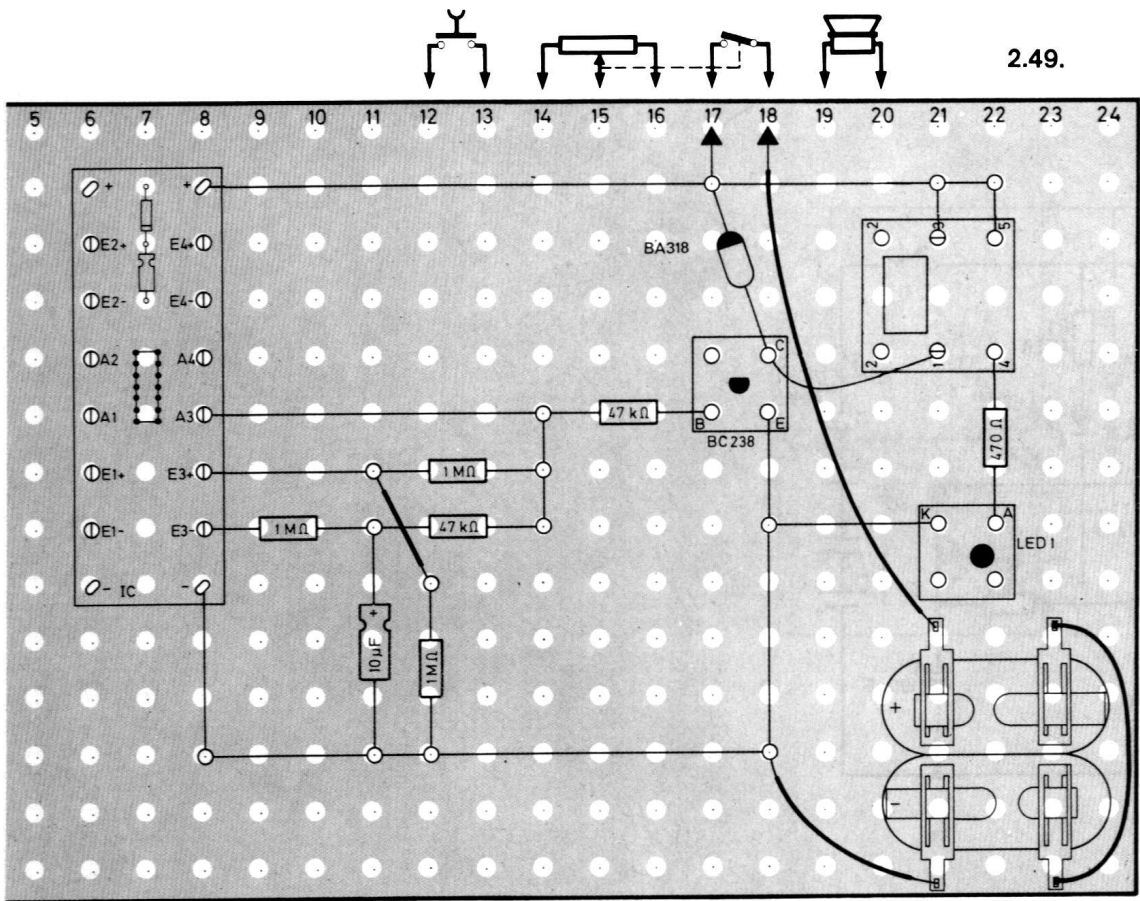 2.49.
5 6 7 8 9 10 11 12 13 14 15 16 17 18 19 20 21 22 23 24
+ +
2 3 5
E2+ E4+
BA318
E2- E4-
A2 A4
C
2 1 4
A1 A3
47 kΩ
B E
BC 238
470 Ω
E1+ E3+
1 MΩ
E1- E3-
1 MΩ
47 kΩ
K A
LED 1
- IC -
+
10 µF
1 MΩ
+
-